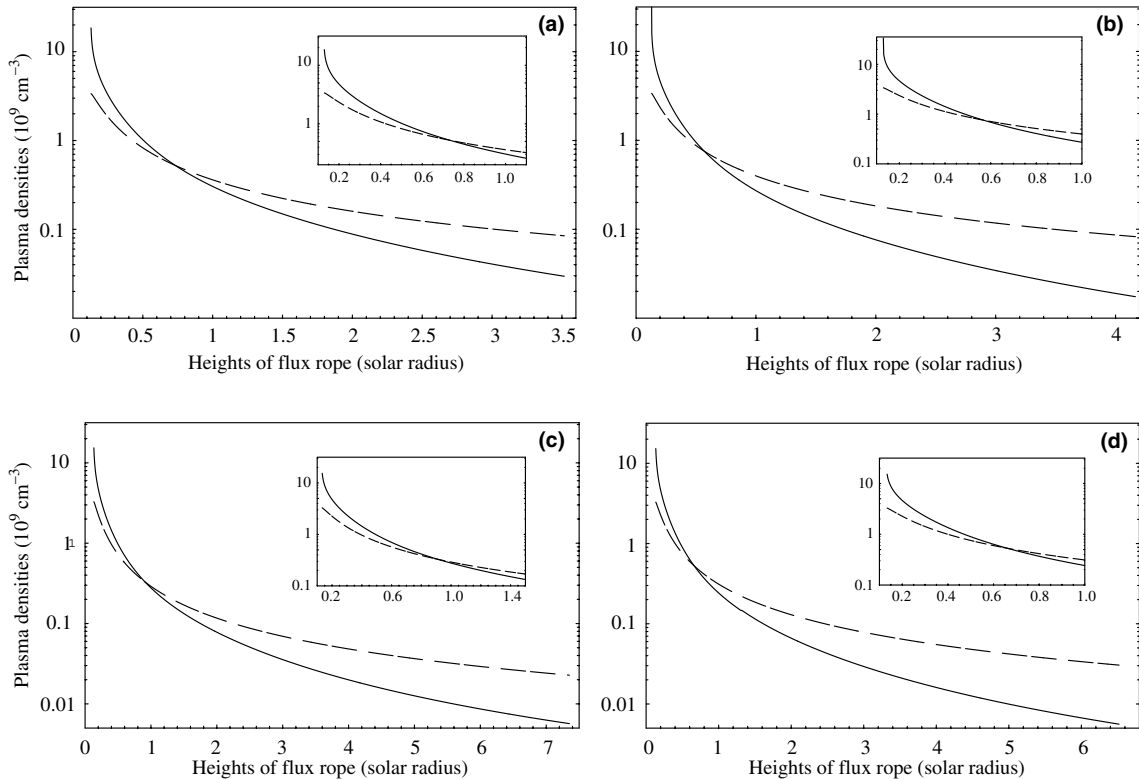 (a)
10
1
0.1
Plasma densities (10⁹ cm⁻³)
0 0.5 1 1.5 2 2.5 3 3.5
Heights of flux rope (solar radius)
10
1
0.2 0.4 0.6 0.8 1.0
(b)
10
1
0.1
0 1 2 3 4
Heights of flux rope (solar radius)
10
1
0.1
0.2 0.4 0.6 0.8 1.0
(c)
10
1
0.1
0.01
Plasma densities (10⁹ cm⁻³)
0 1 2 3 4 5 6 7
Heights of flux rope (solar radius)
10
1
0.1
0.2 0.6 1.0 1.4
(d)
10
1
0.1
0.01
0 1 2 3 4 5 6
Heights of flux rope (solar radius)
10
1
0.1
0.2 0.4 0.6 0.8 1.0